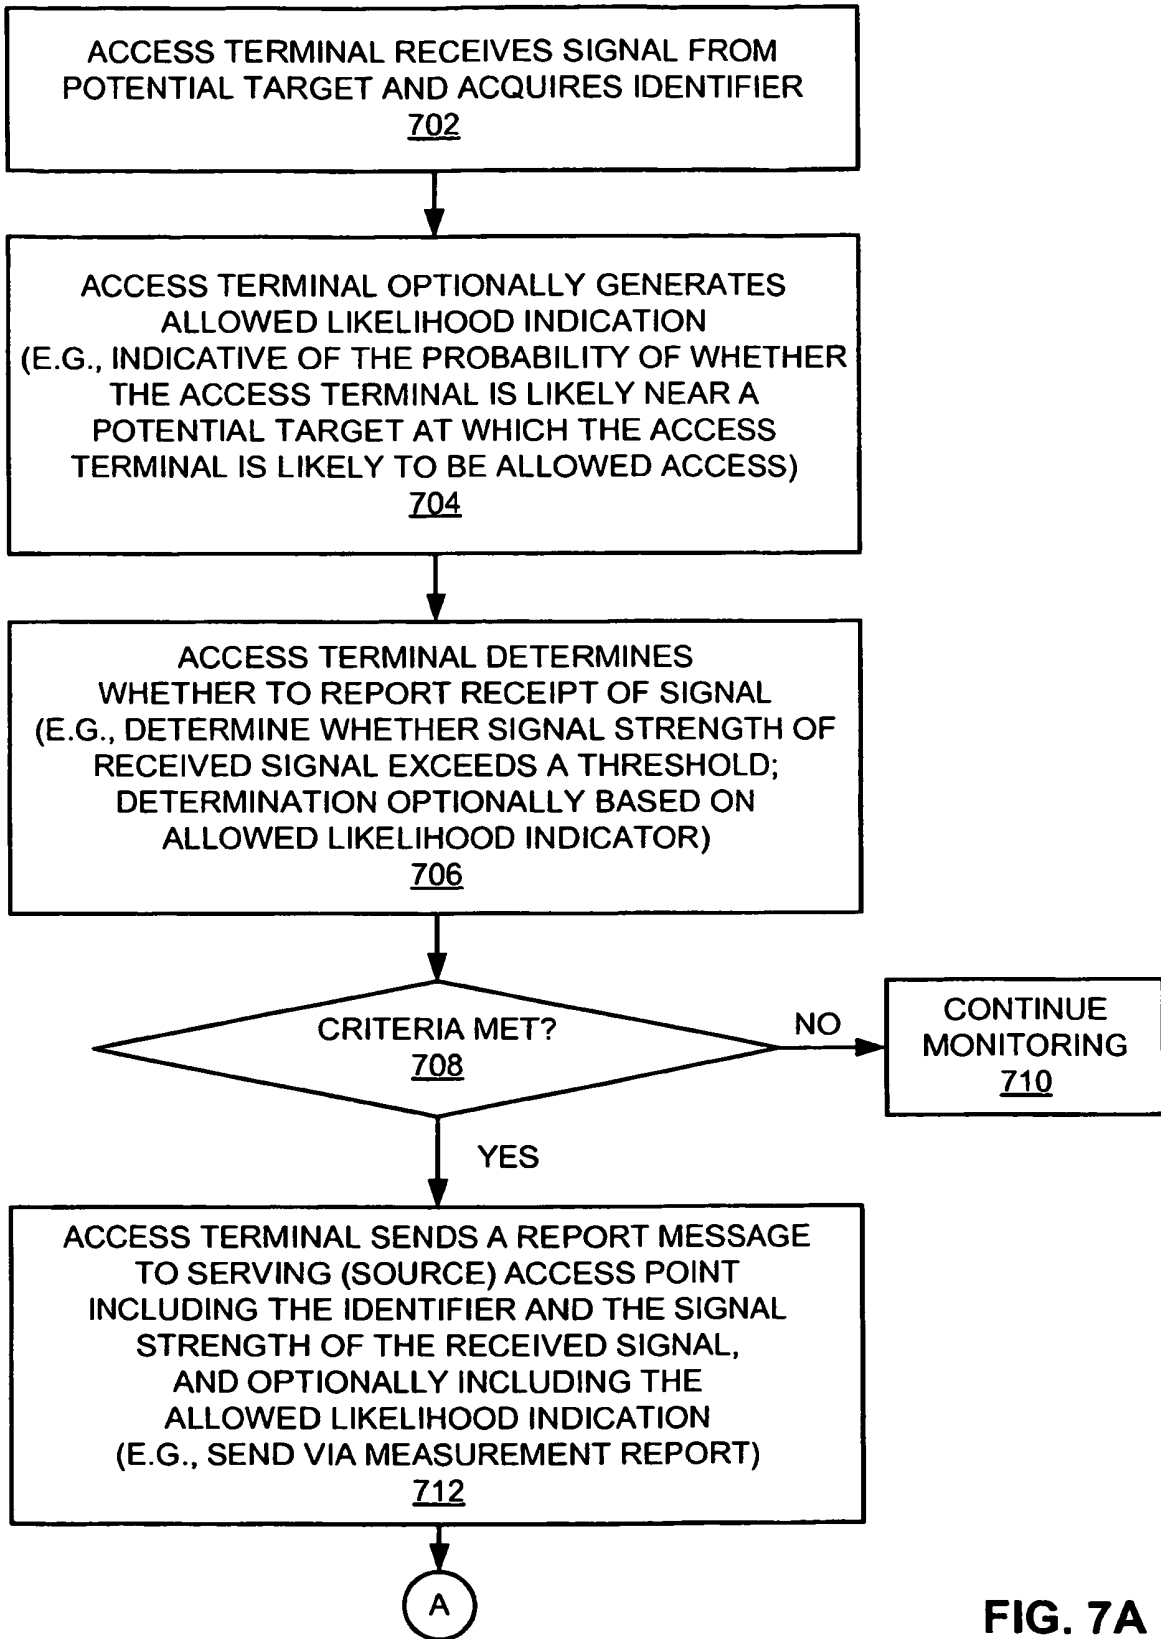 ACCESS TERMINAL RECEIVES SIGNAL FROM
POTENTIAL TARGET AND ACQUIRES IDENTIFIER
702
ACCESS TERMINAL OPTIONALLY GENERATES
ALLOWED LIKELIHOOD INDICATION
(E.G., INDICATIVE OF THE PROBABILITY OF WHETHER
THE ACCESS TERMINAL IS LIKELY NEAR A
POTENTIAL TARGET AT WHICH THE ACCESS
TERMINAL IS LIKELY TO BE ALLOWED ACCESS)
704
ACCESS TERMINAL DETERMINES
WHETHER TO REPORT RECEIPT OF SIGNAL
(E.G., DETERMINE WHETHER SIGNAL STRENGTH OF
RECEIVED SIGNAL EXCEEDS A THRESHOLD;
DETERMINATION OPTIONALLY BASED ON
ALLOWED LIKELIHOOD INDICATOR)
706
CRITERIA MET?
708
NO
CONTINUE
MONITORING
710
YES
ACCESS TERMINAL SENDS A REPORT MESSAGE
TO SERVING (SOURCE) ACCESS POINT
INCLUDING THE IDENTIFIER AND THE SIGNAL
STRENGTH OF THE RECEIVED SIGNAL,
AND OPTIONALLY INCLUDING THE
ALLOWED LIKELIHOOD INDICATION
(E.G., SEND VIA MEASUREMENT REPORT)
712
A
FIG. 7A